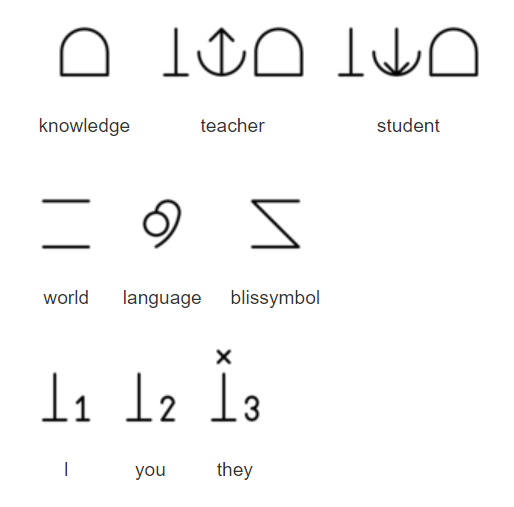 knowledge teacher student
world language blissymbol
1 2 3
I you they